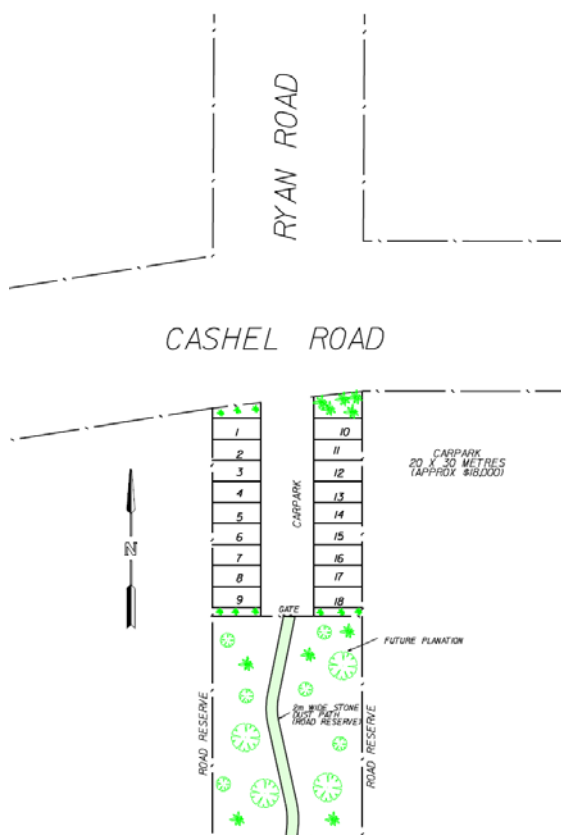 RYAN ROAD
CASHEL ROAD
1
2
3
4
5
6
7
8
9
CARPARK
10
11
12
13
14
15
16
17
18
CARPARK
20 X 30 METRES
(APPROX $18,000)
N
GATE
FUTURE PLANATION
2m WIDE STONE
DUST PATH
(ROAD RESERVE)
ROAD RESERVE
ROAD RESERVE